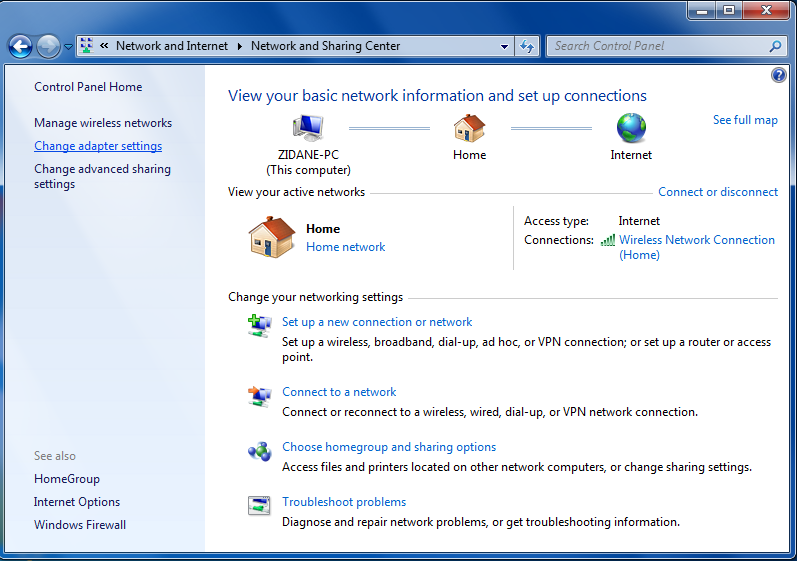 « Network and Internet ▸ Network and Sharing Center
Search Control Panel
Control Panel Home
Manage wireless networks
Change adapter settings
Change advanced sharing
settings
See also
HomeGroup
Internet Options
Windows Firewall
View your basic network information and set up connections
See full map
ZIDANE-PC
(This computer)
Home
Internet
View your active networks
Connect or disconnect
Home
Home network
Access type: Internet
Connections: Wireless Network Connection
(Home)
Change your networking settings
Set up a new connection or network
Set up a wireless, broadband, dial-up, ad hoc, or VPN connection; or set up a router or access
point.
Connect to a network
Connect or reconnect to a wireless, wired, dial-up, or VPN network connection.
Choose homegroup and sharing options
Access files and printers located on other network computers, or change sharing settings.
Troubleshoot problems
Diagnose and repair network problems, or get troubleshooting information.